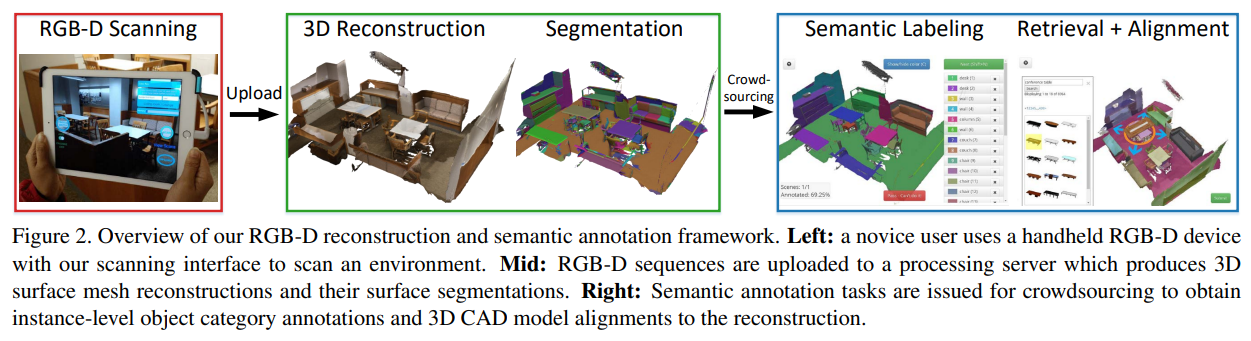 RGB-D Scanning
3D Reconstruction
Segmentation
Semantic Labeling
Retrieval + Alignment
Upload
Crowd-
sourcing
Scenes: 1/1
Annotated: 69.25%
Figure 2. Overview of our RGB-D reconstruction and semantic annotation framework. Left: a novice user uses a handheld RGB-D device
with our scanning interface to scan an environment. Mid: RGB-D sequences are uploaded to a processing server which produces 3D
surface mesh reconstructions and their surface segmentations. Right: Semantic annotation tasks are issued for crowdsourcing to obtain
instance-level object category annotations and 3D CAD model alignments to the reconstruction.